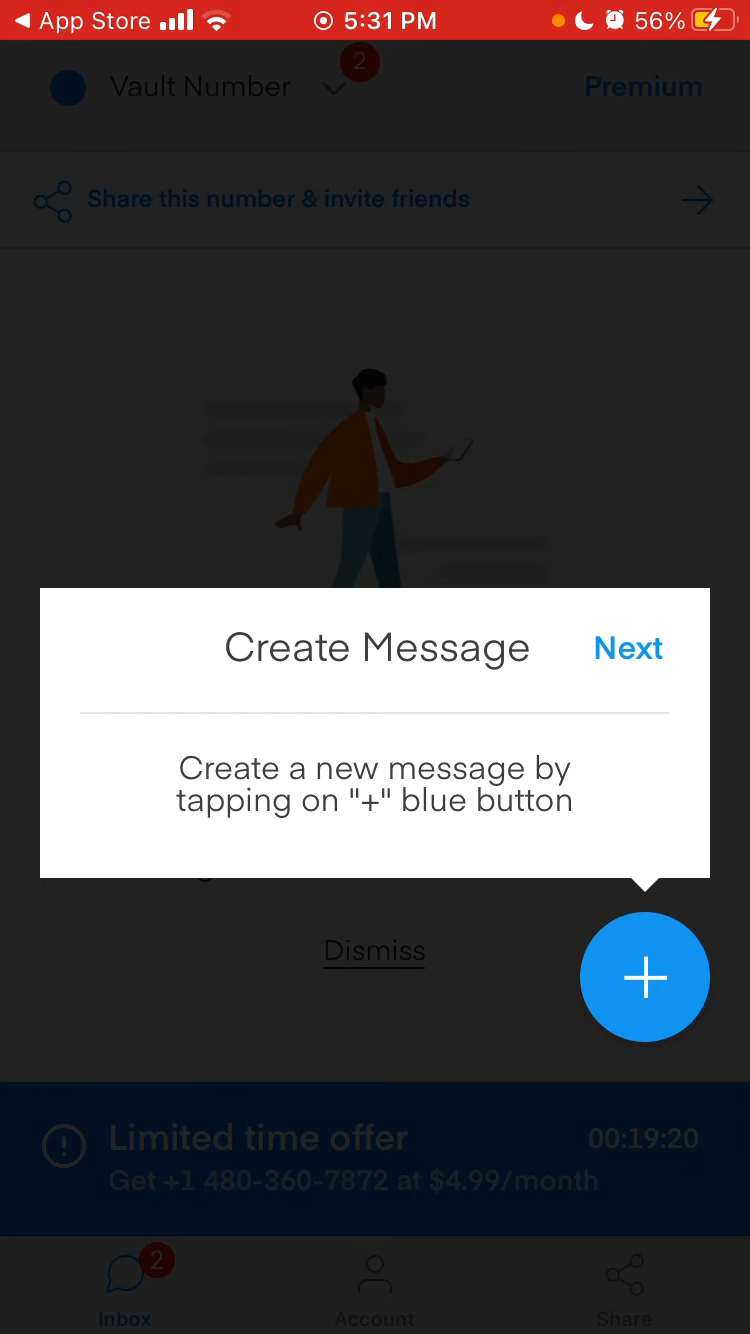 App Store 5:31 PM 56%
Vault Number 2 Premium
Share this number & invite friends
Create Message Next
Create a new message by
tapping on "+" blue button
Dismiss
Limited time offer 00:19:20
Get +1 480-360-7872 at $4.99/month
2
Inbox Account Share